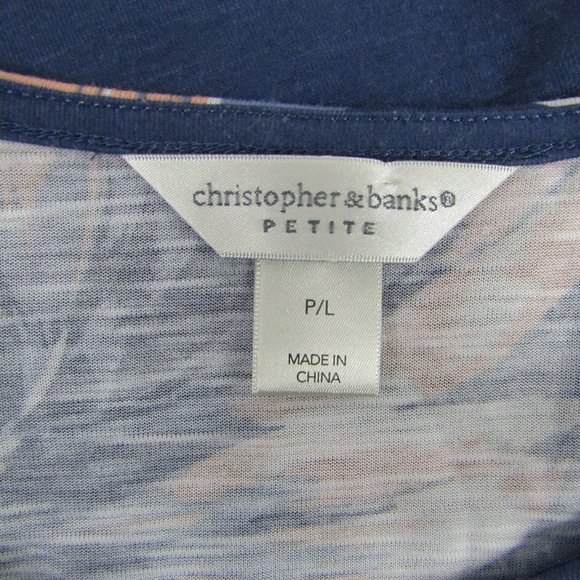 christopher & banks®
PETITE
P/L
MADE IN
CHINA